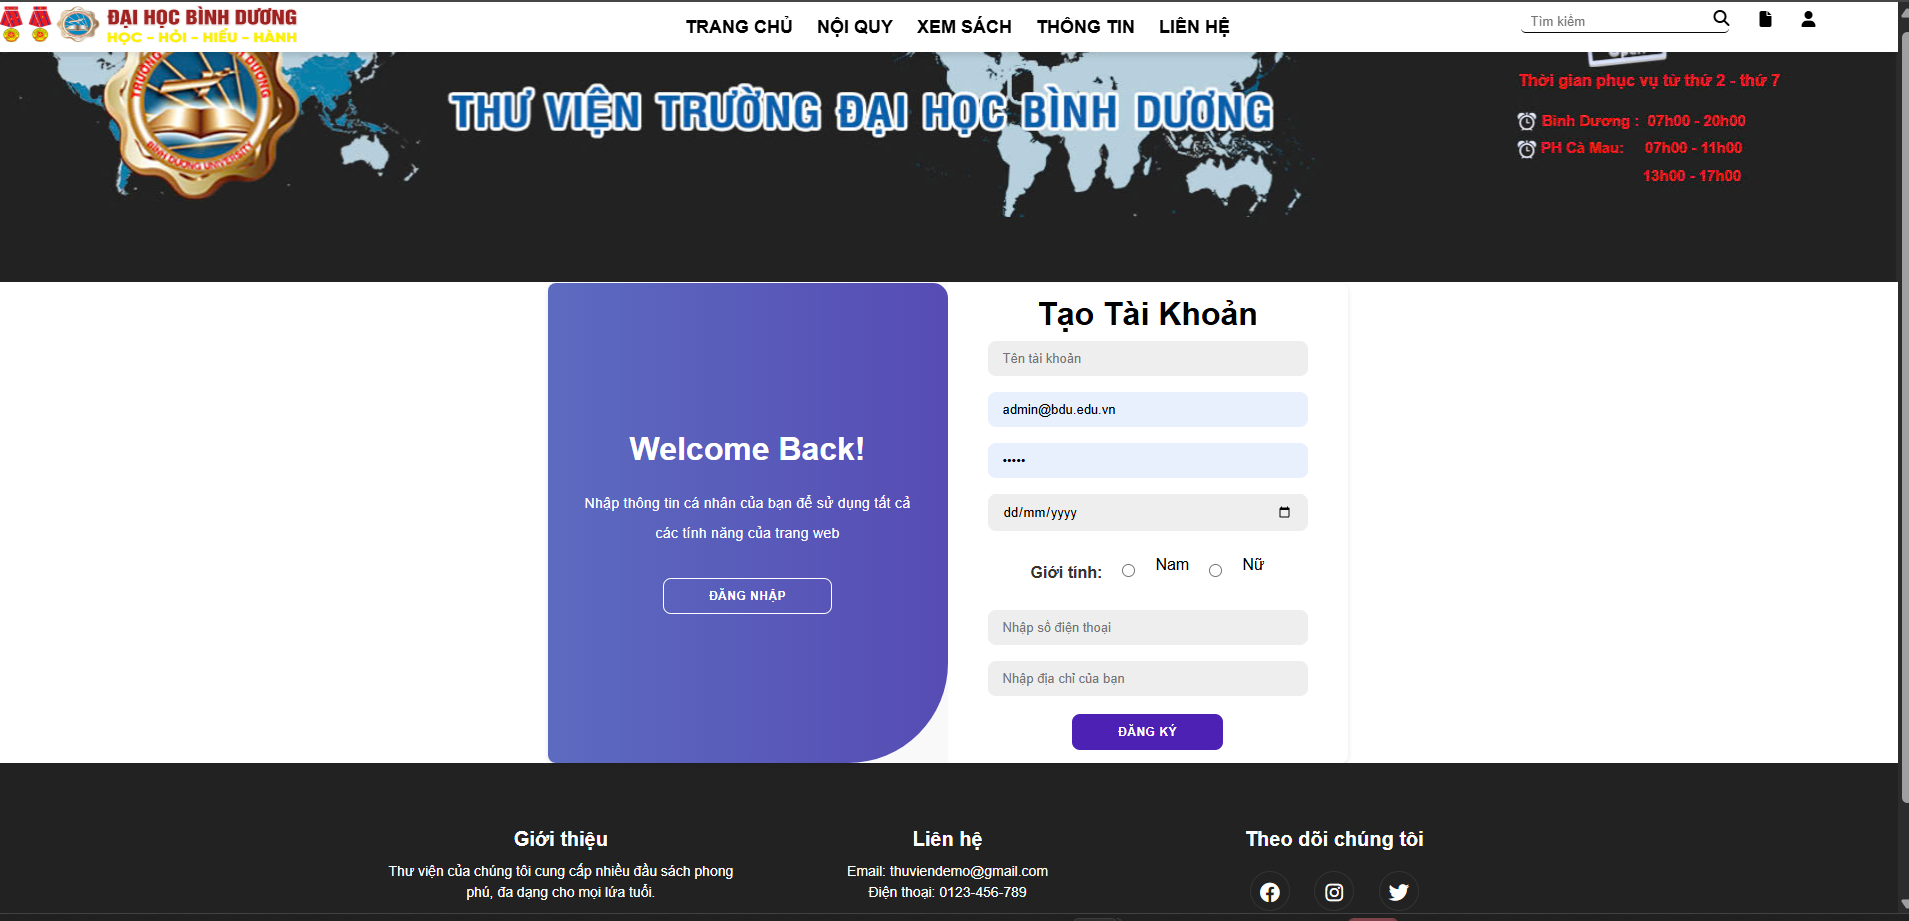 ĐẠI HỌC BÌNH DƯƠNG
HỌC - HỎI - HIỂU - HÀNH
TRANG CHỦ NỘI QUY XEM SÁCH THÔNG TIN LIÊN HỆ
Tìm kiếm
BINH DUONG UNIVERSITY
THƯ VIỆN TRƯỜNG ĐẠI HỌC BÌNH DƯƠNG
Thời gian phục vụ từ thứ 2 - thứ 7
Bình Dương : 07h00 - 20h00
PH Cà Mau: 07h00 - 11h00
13h00 - 17h00
Welcome Back!
Nhập thông tin cá nhân của bạn để sử dụng tất cả
các tính năng của trang web
ĐĂNG NHẬP
Tạo Tài Khoản
Tên tài khoản
admin@bdu.edu.vn
•••••
dd/mm/yyyy
Giới tính: Nam Nữ
Nhập số điện thoại
Nhập địa chỉ của bạn
ĐĂNG KÝ
Giới thiệu
Thư viện của chúng tôi cung cấp nhiều đầu sách phong
phú, đa dạng cho mọi lứa tuổi.
Liên hệ
Email: thuviendemo@gmail.com
Điện thoại: 0123-456-789
Theo dõi chúng tôi